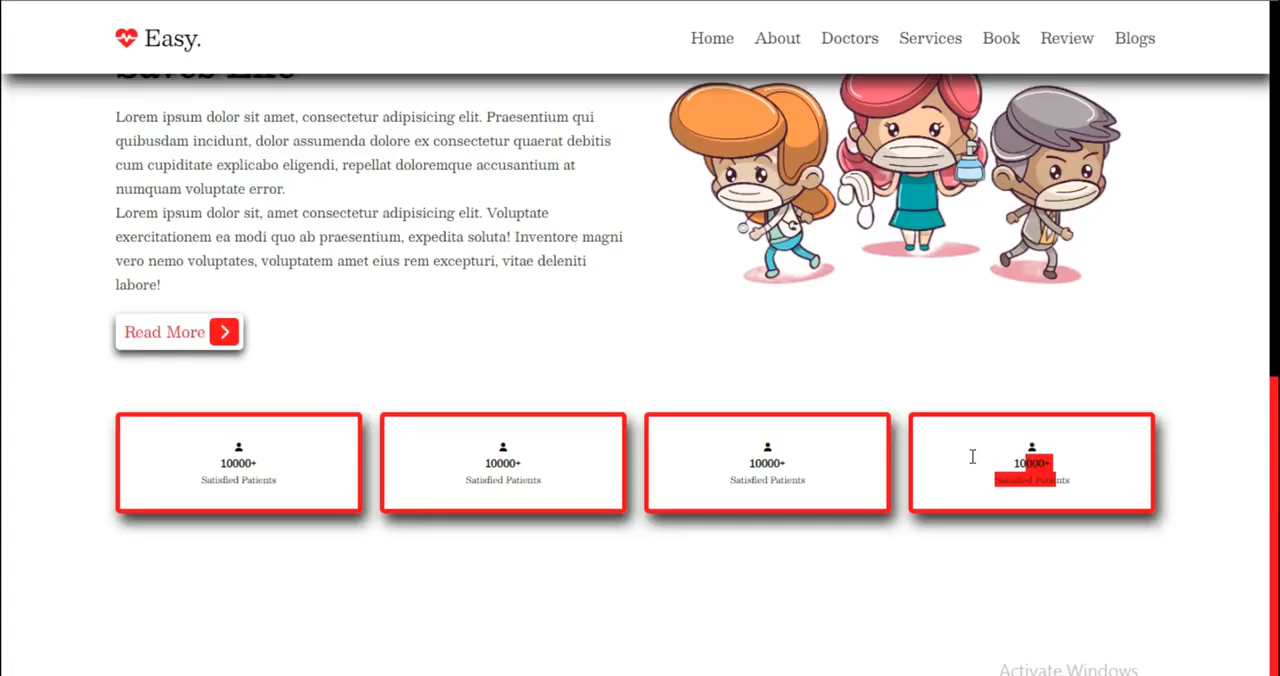 Easy.
Home About Doctors Services Book Review Blogs
Saves Life
Lorem ipsum dolor sit amet, consectetur adipisicing elit. Praesentium qui
quibusdam incidunt, dolor assumenda dolore ex consectetur quaerat debitis
cum cupiditate explicabo eligendi, repellat doloremque accusantium at
numquam voluptate error.
Lorem ipsum dolor sit, amet consectetur adipisicing elit. Voluptate
exercitationem ea modi quo ab praesentium, expedita soluta! Inventore magni
vero nemo voluptates, voluptatem amet eius rem excepturi, vitae deleniti
labore!
Read More
10000+
Satisfied Patients
10000+
Satisfied Patients
10000+
Satisfied Patients
10000+
Satisfied Patients
Activate Windows